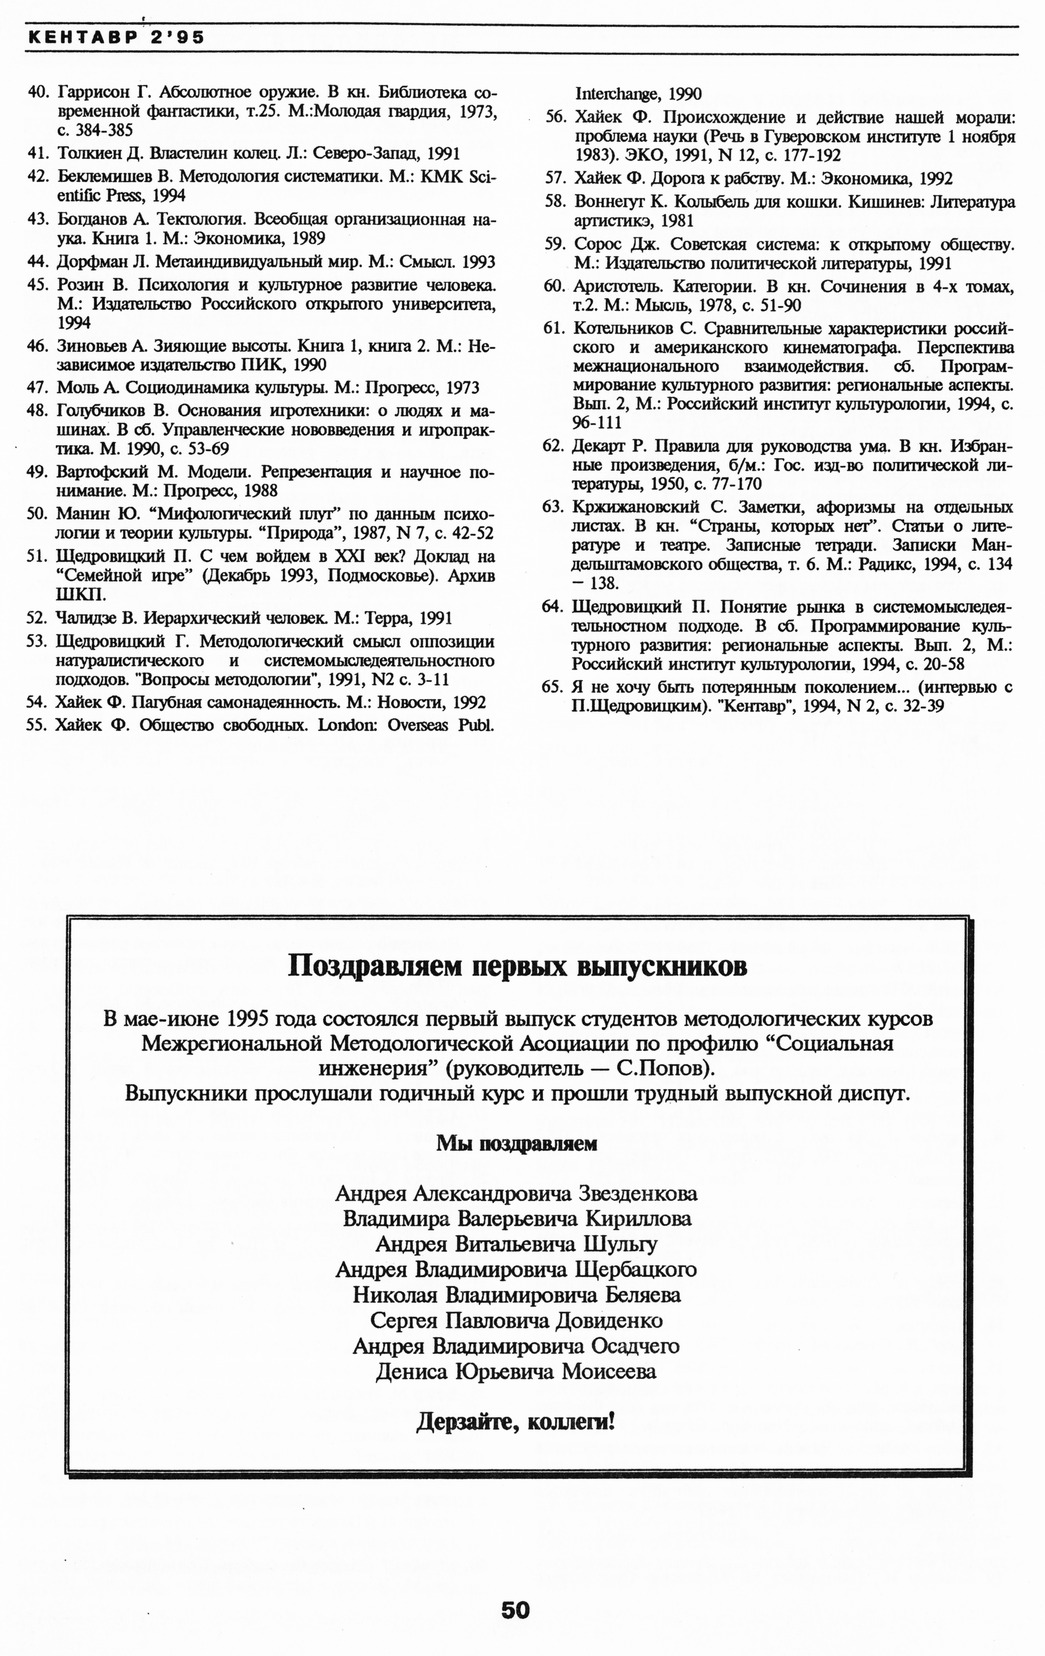 КЕНТАВР 2'95
40. Гаррисон Г. Абсолютное оружие. В кн. Библиотека со-
временной фантастики, т.25. М.:Молодая гвардия, 1973,
с. 384-385
41. Толкиен Д. Властелин колец. Л.: Северо-Запад, 1991
42. Беклемишев В. Методология систематики. М.: КМК Sci-
entific Press, 1994
43. Богданов А. Тектология. Всеобщая организационная на-
ука. Книга 1. М.: Экономика, 1989
44. Дорфман Л. Метаиндивидуальный мир. М.: Смысл. 1993
45. Розин В. Психология и культурное развитие человека.
М.: Издательство Российского открытого университета,
1994
46. Зиновьев А. Зияющие высоты. Книга 1, книга 2. М.: Не-
зависимое издательство ПИК, 1990
47. Моль А. Социодинамика культуры. М.: Прогресс, 1973
48. Голубчиков В. Основания игротехники: о людях и ма-
шинах. В сб. Управленческие нововведения и игропрак-
тика. М. 1990, с. 53-69
49. Вартофский М. Модели. Репрезентация и научное по-
нимание. М.: Прогресс, 1988
50. Манин Ю. “Мифологический плут” по данным психо-
логии и теории культуры. “Природа”, 1987, N 7, с. 42-52
51. Щедровицкий П. С чем войдем в XXI век? Доклад на
“Семейной игре” (Декабрь 1993, Подмосковье). Архив
ШКП.
52. Чалидзе В. Иерархический человек. М.: Терра, 1991
53. Щедровицкий Г. Методологический смысл оппозиции
натуралистического и системомыследеятельностного
подходов. "Вопросы методологии", 1991, N2 с. 3-11
54. Хайек Ф. Пагубная самонадеянность. М.: Новости, 1992
55. Хайек Ф. Общество свободных. London: Overseas Publ.
Interchange, 1990
56. Хайек Ф. Происхождение и действие нашей морали:
проблема науки (Речь в Гуверовском институте 1 ноября
1983). ЭКО, 1991, N 12, с. 177-192
57. Хайек Ф. Дорога к рабству. М.: Экономика, 1992
58. Воннегут К. Колыбель для кошки. Кишинев: Литература
артистикэ, 1981
59. Сорос Дж. Советская система: к открытому обществу.
М.: Издательство политической литературы, 1991
60. Аристотель. Категории. В кн. Сочинения в 4-х томах,
т.2. М.: Мысль, 1978, с. 51-90
61. Котельников С. Сравнительные характеристики россий-
ского и американского кинематографа. Перспектива
межнационального взаимодействия. сб. Програм-
мирование культурного развития: региональные аспекты.
Вып. 2, М.: Российский институт культурологии, 1994, с.
96-111
62. Декарт Р. Правила для руководства ума. В кн. Избран-
ные произведения, б/м.: Гос. изд-во политической ли-
тературы, 1950, с. 77-170
63. Кржижановский С. Заметки, афоризмы на отдельных
листах. В кн. “Страны, которых нет”. Статьи о лите-
ратуре и театре. Записные тетради. Записки Ман-
дельштамовского общества, т. 6. М.: Радикс, 1994, с. 134
– 138.
64. Щедровицкий П. Понятие рынка в системомыследея-
тельностном подходе. В сб. Программирование куль-
турного развития: региональные аспекты. Вып. 2, М.:
Российский институт культурологии, 1994, с. 20-58
65. Я не хочу быть потерянным поколением... (интервью с
П.Щедровицким). "Кентавр", 1994, N 2, с. 32-39
Поздравляем первых выпускников
В мае-июне 1995 года состоялся первый выпуск студентов методологических курсов
Межрегиональной Методологической Асоциации по профилю “Социальная
инженерия” (руководитель — С.Попов).
Выпускники прослушали годичный курс и прошли трудный выпускной диспут.
Мы поздравляем
Андрея Александровича Звезденкова
Владимира Валерьевича Кириллова
Андрея Витальевича Шульгу
Андрея Владимировича Щербацкого
Николая Владимировича Беляева
Сергея Павловича Довиденко
Андрея Владимировича Осадчего
Дениса Юрьевича Моисеева
Дерзайте, коллеги!
50